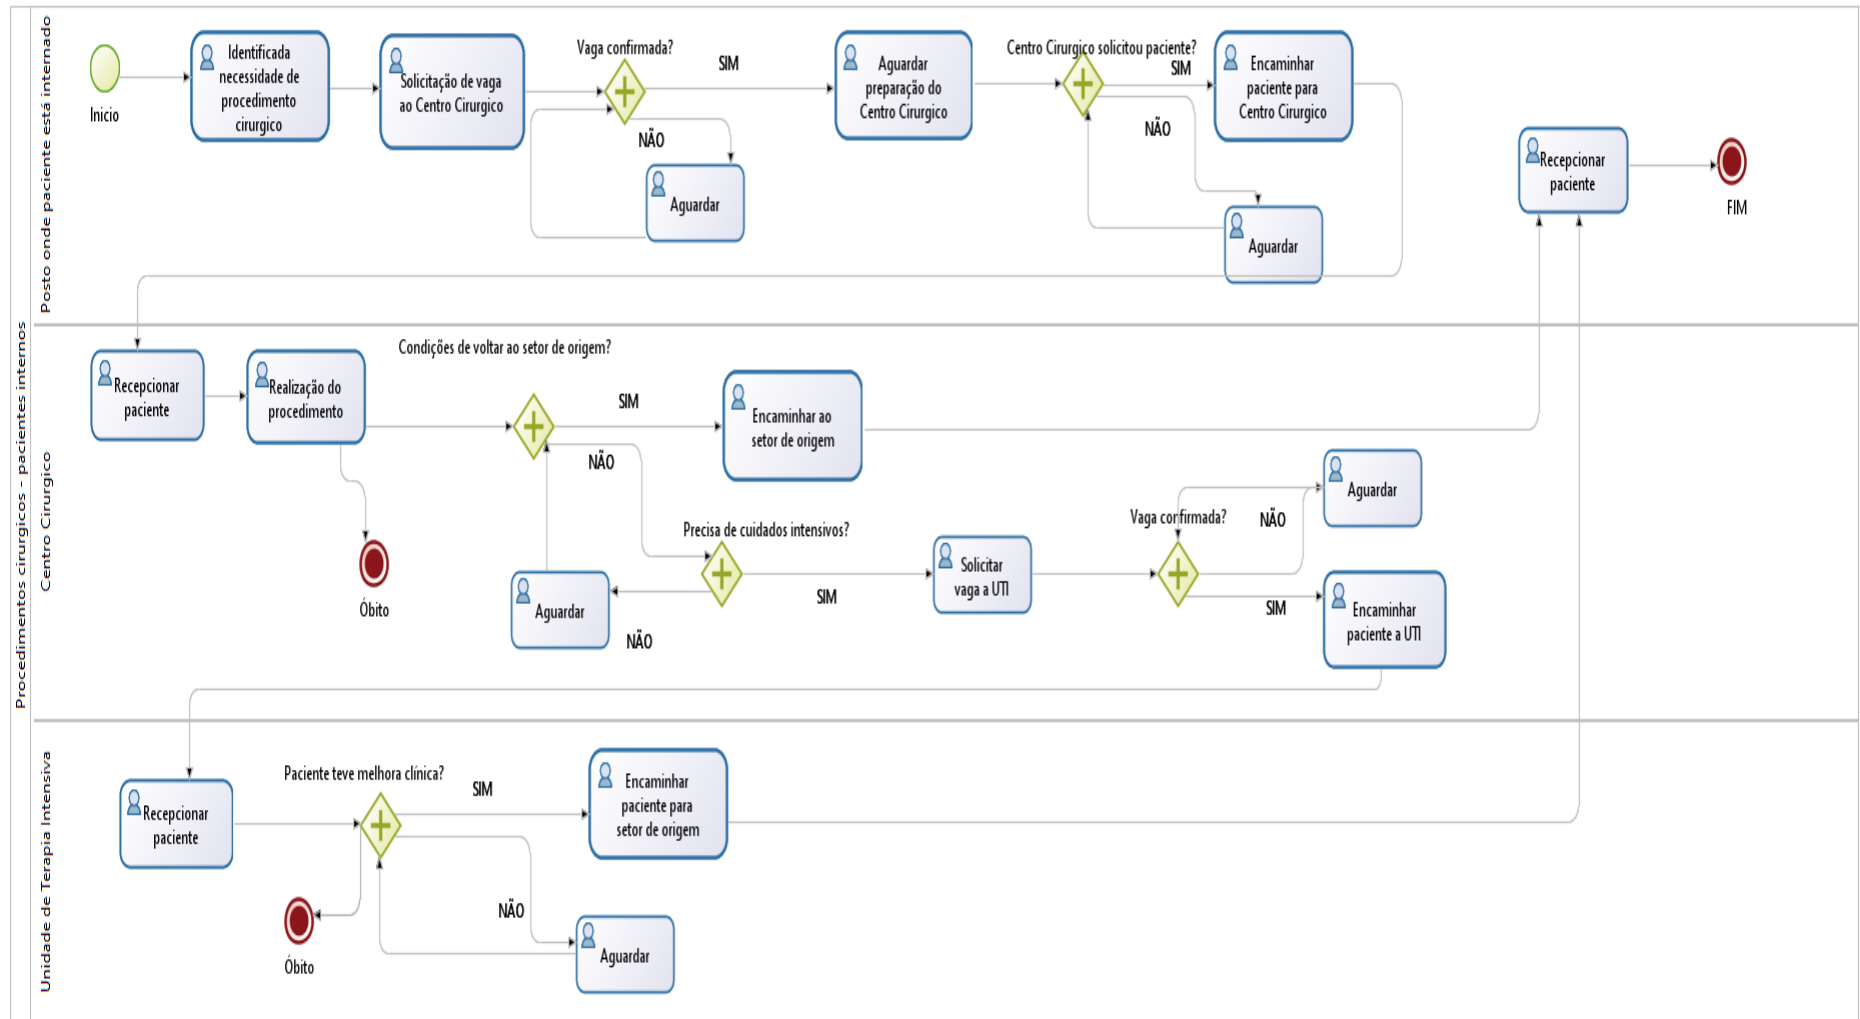 Procedimentos cirurgicos - pacientes internos
Posto onde paciente está internado
Inicio
Identificada
necessidade de
procedimento
cirurgico
Solicitação de vaga
ao Centro Cirurgico
Vaga confirmada?
SIM
NÃO
Aguardar
Aguardar
preparação do
Centro Cirurgico
Centro Cirurgico solicitou paciente?
SIM
NÃO
Encaminhar
paciente para
Centro Cirurgico
Aguardar
Recepcionar
paciente
FIM
Centro Cirurgico
Recepcionar
paciente
Realização do
procedimento
Óbito
Condições de voltar ao setor de origem?
SIM
NÃO
Encaminhar ao
setor de origem
Precisa de cuidados intensivos?
SIM
NÃO
Aguardar
Solicitar
vaga a UTI
Vaga confirmada?
NÃO
SIM
Aguardar
Encaminhar
paciente a UTI
Unidade de Terapia Intensiva
Recepcionar
paciente
Paciente teve melhora clínica?
SIM
NÃO
Óbito
Encaminhar
paciente para
setor de origem
Aguardar